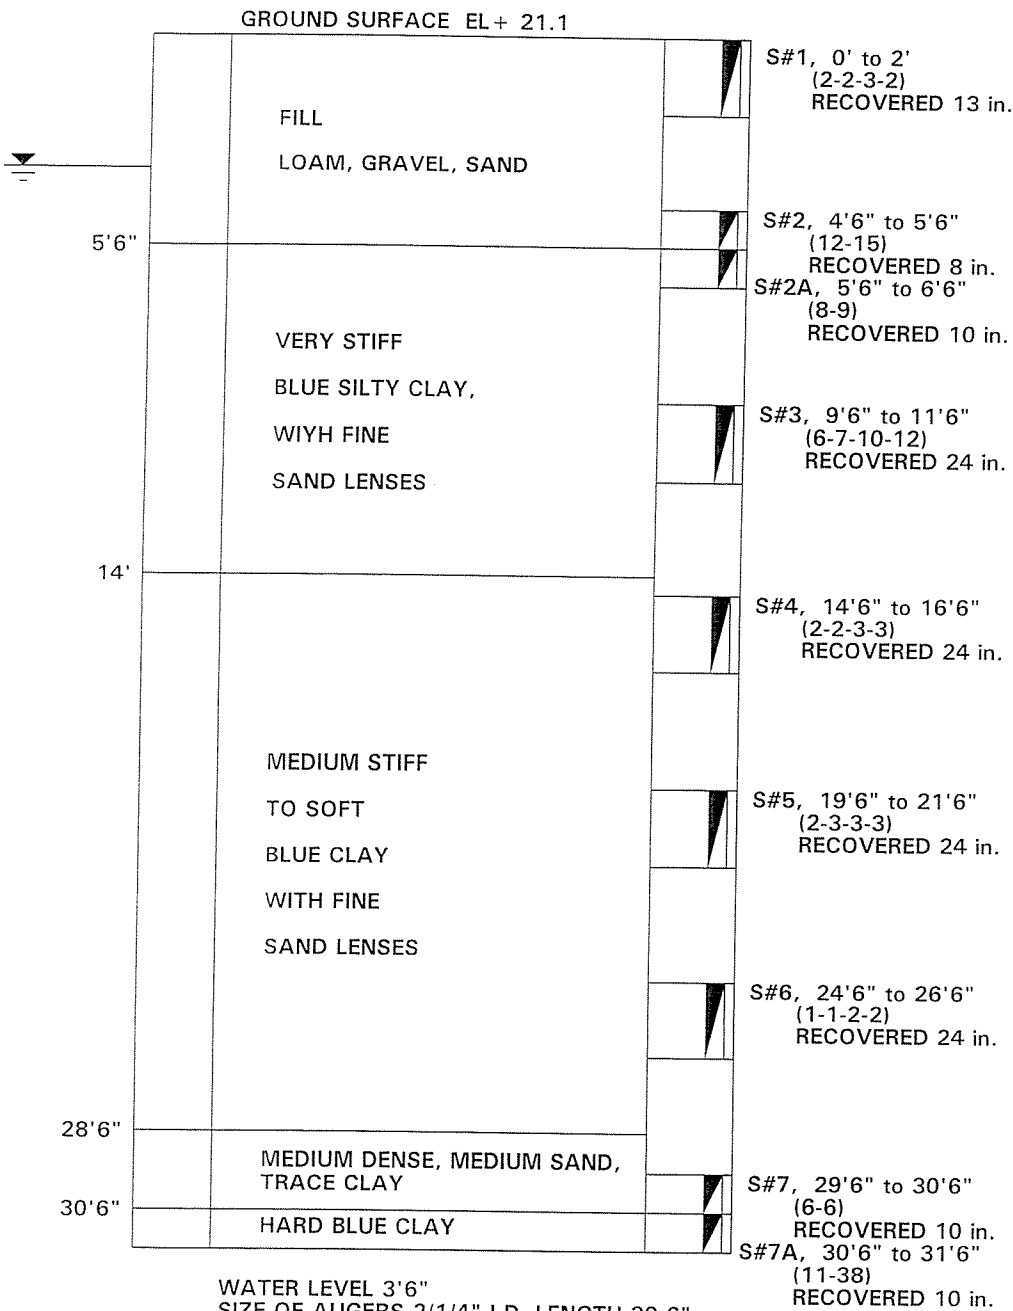 GROUND SURFACE EL+ 21.1
S#1, 0' to 2'
(2-2-3-2)
RECOVERED 13 in.
FILL
LOAM, GRAVEL, SAND
S#2, 4'6" to 5'6"
(12-15)
RECOVERED 8 in.
5'6"
S#2A, 5'6" to 6'6"
(8-9)
RECOVERED 10 in.
VERY STIFF
BLUE SILTY CLAY,
WIYH FINE
SAND LENSES
S#3, 9'6" to 11'6"
(6-7-10-12)
RECOVERED 24 in.
14'
S#4, 14'6" to 16'6"
(2-2-3-3)
RECOVERED 24 in.
MEDIUM STIFF
TO SOFT
BLUE CLAY
WITH FINE
SAND LENSES
S#5, 19'6" to 21'6"
(2-3-3-3)
RECOVERED 24 in.
S#6, 24'6" to 26'6"
(1-1-2-2)
RECOVERED 24 in.
28'6"
MEDIUM DENSE, MEDIUM SAND,
TRACE CLAY
S#7, 29'6" to 30'6"
(6-6)
RECOVERED 10 in.
30'6"
HARD BLUE CLAY
S#7A, 30'6" to 31'6"
(11-38)
RECOVERED 10 in.
WATER LEVEL 3'6"
SIZE OF AUGERS 2/1/4" I.D. LENGTH